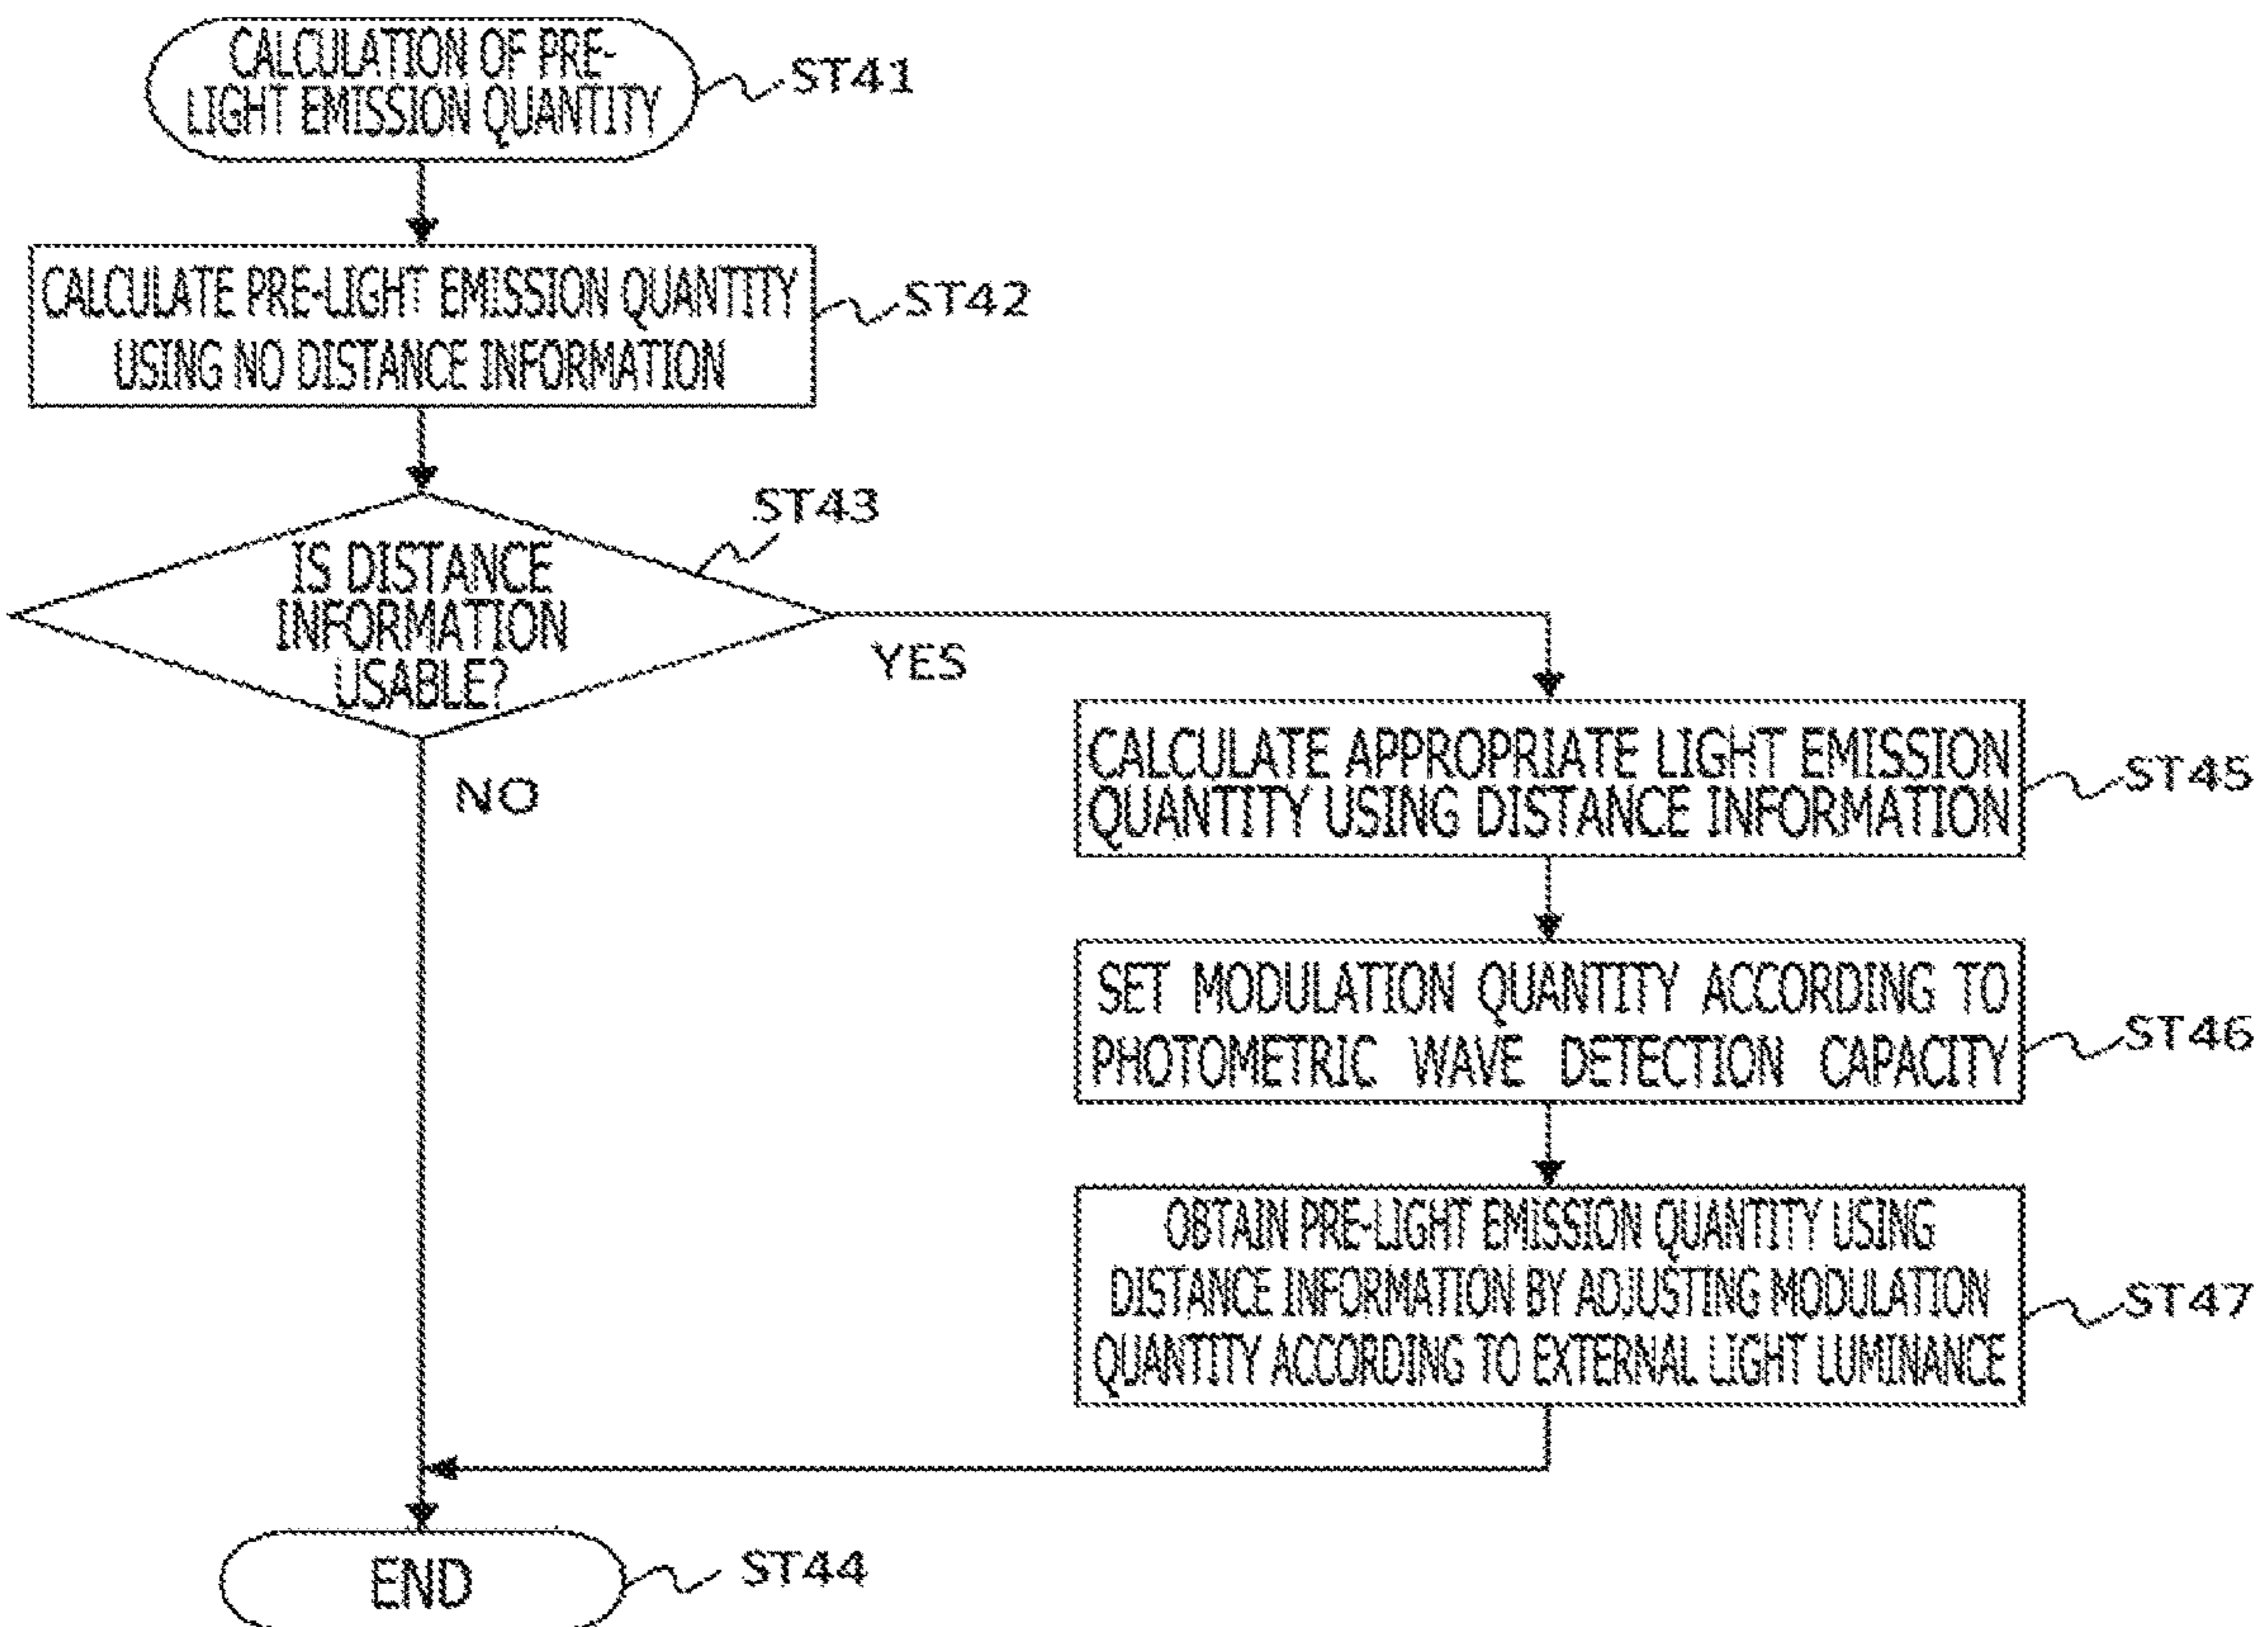 CALCULATION OF PRE-
LIGHT EMISSION QUANTITY
ST41
CALCULATE PRE-LIGHT EMISSION QUANTITY
USING NO DISTANCE INFORMATION
ST42
ST43
IS DISTANCE
INFORMATION
USABLE?
YES
NO
CALCULATE APPROPRIATE LIGHT EMISSION
QUANTITY USING DISTANCE INFORMATION
ST45
SET MODULATION QUANTITY ACCORDING TO
PHOTOMETRIC WAVE DETECTION CAPACITY
ST46
OBTAIN PRE-LIGHT EMISSION QUANTITY USING
DISTANCE INFORMATION BY ADJUSTING MODULATION
QUANTITY ACCORDING TO EXTERNAL LIGHT LUMINANCE
ST47
END
ST44